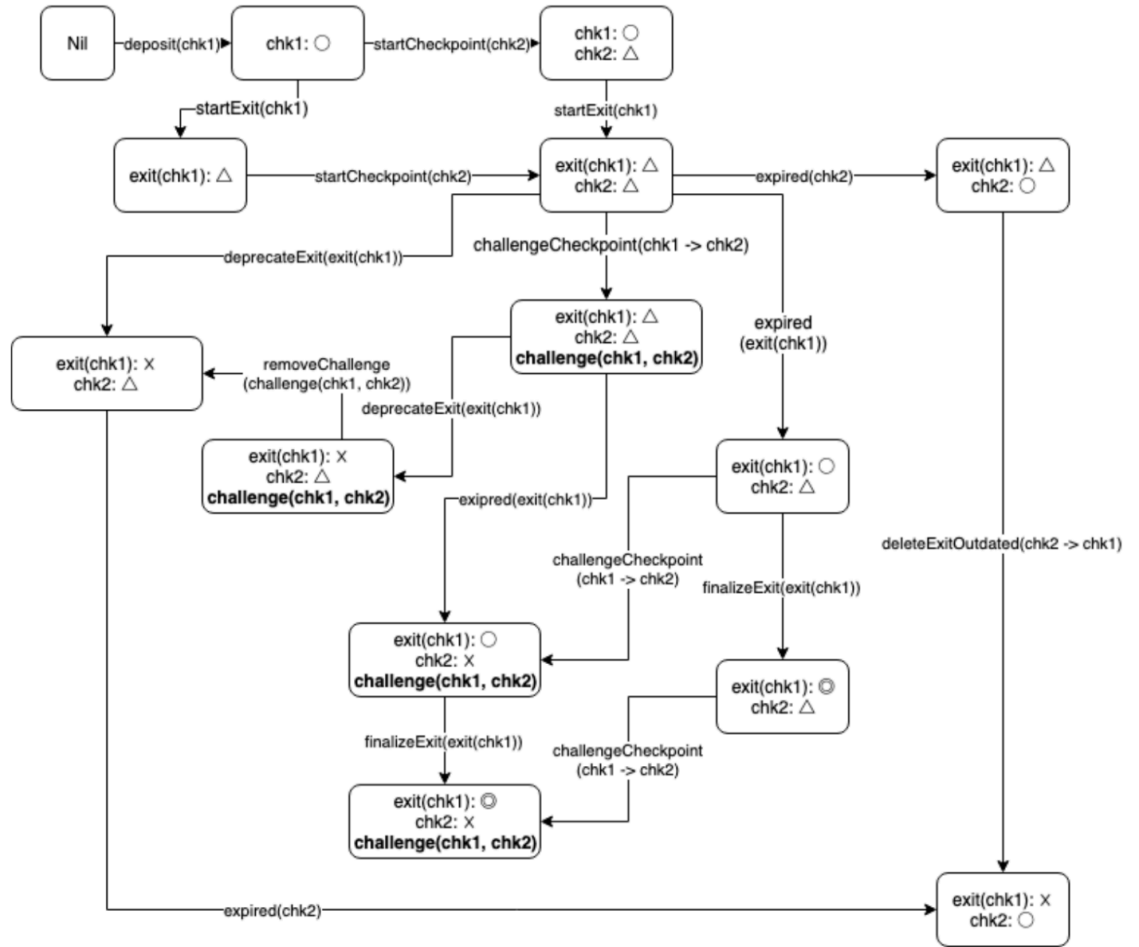 Nil
deposit(chk1)
chk1: ○
startCheckpoint(chk2)
chk1: ○
chk2: △
startExit(chk1)
startExit(chk1)
exit(chk1): △
startCheckpoint(chk2)
exit(chk1): △
chk2: △
expired(chk2)
exit(chk1): △
chk2: ○
deprecateExit(exit(chk1))
challengeCheckpoint(chk1 -> chk2)
expired
(exit(chk1))
exit(chk1): △
chk2: △
challenge(chk1, chk2)
exit(chk1): X
chk2: △
removeChallenge
(challenge(chk1, chk2))
deprecateExit(exit(chk1))
exit(chk1): X
chk2: △
challenge(chk1, chk2)
exipred(exit(chk1))
exit(chk1): ○
chk2: △
deleteExitOutdated(chk2 -> chk1)
challengeCheckpoint
(chk1 -> chk2)
finalizeExit(exit(chk1))
exit(chk1): ○
chk2: X
challenge(chk1, chk2)
exit(chk1): ◎
chk2: △
finalizeExit(exit(chk1))
challengeCheckpoint
(chk1 -> chk2)
exit(chk1): ◎
chk2: X
challenge(chk1, chk2)
expired(chk2)
exit(chk1): X
chk2: ○